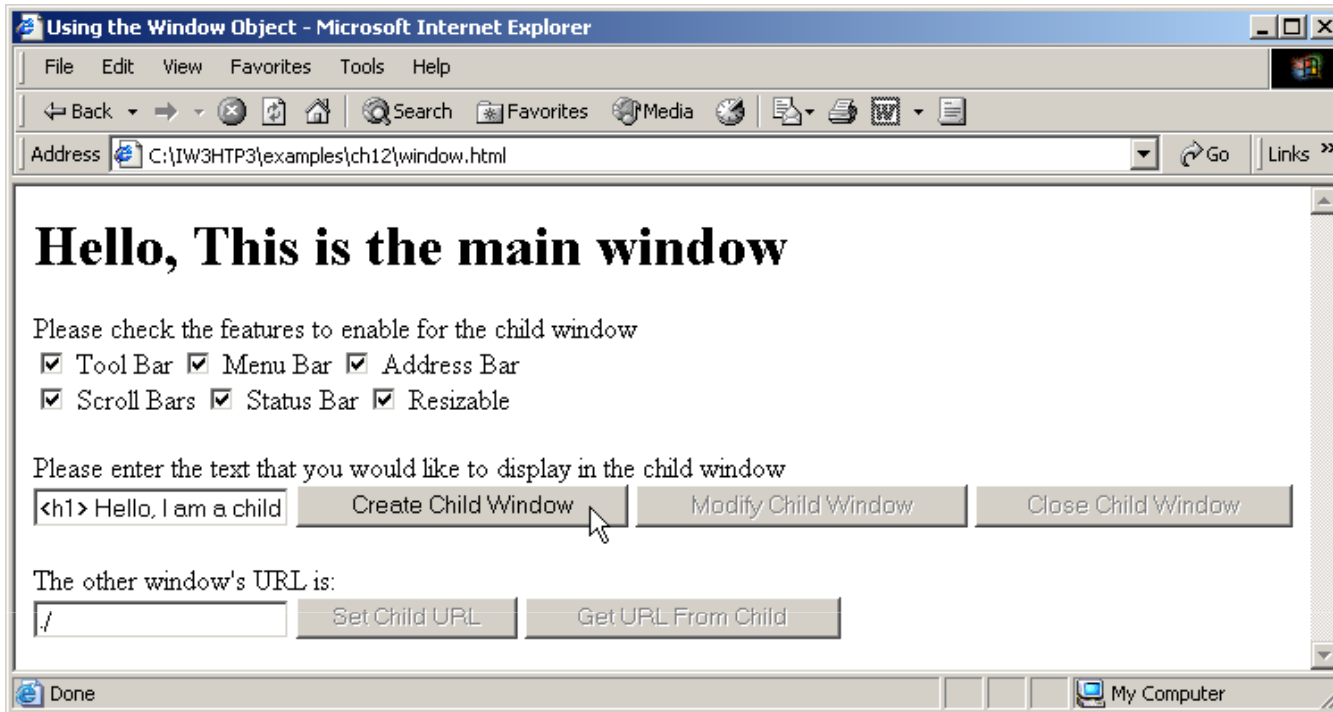 Using the Window Object - Microsoft Internet Explorer
File Edit View Favorites Tools Help
Back Search Favorites Media W
Address C:\IW3HTP3\examples\ch12\window.html Go Links »
Hello, This is the main window
Please check the features to enable for the child window
Tool Bar Menu Bar Address Bar
Scroll Bars Status Bar Resizable
Please enter the text that you would like to display in the child window
<h1> Hello, I am a child Create Child Window Modify Child Window Close Child Window
The other window's URL is:
./ Set Child URL Get URL From Child
Done My Computer